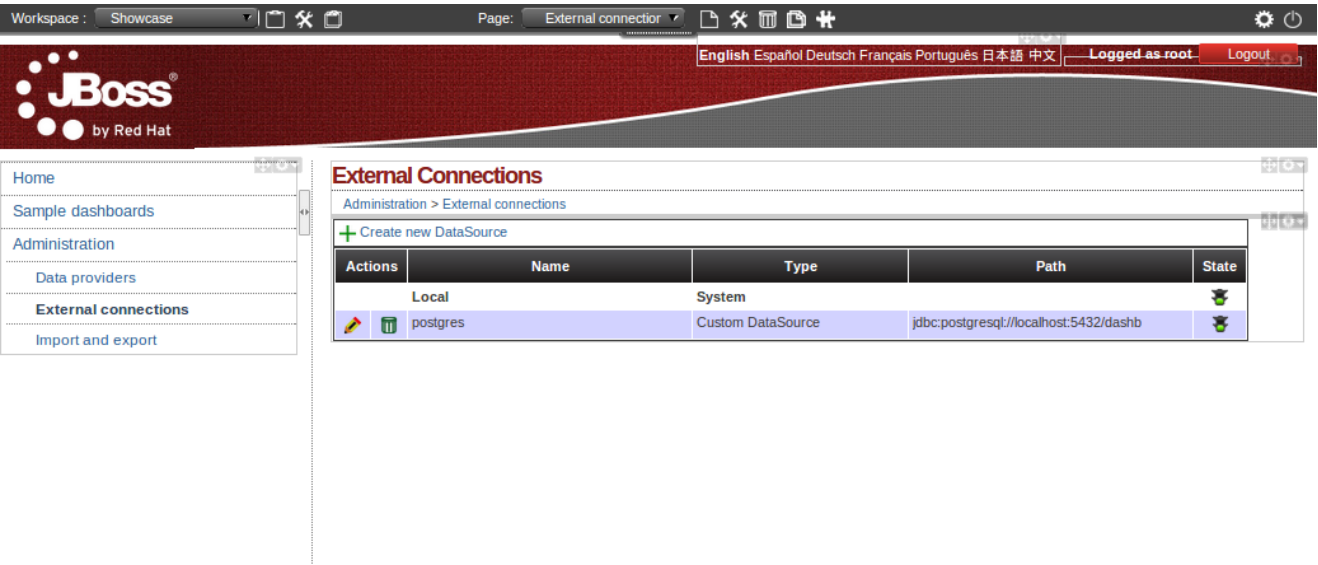 Workspace : Showcase Page: External connection
English Español Deutsch Français Português 日本語 中文 Logged as root Logout
JBoss®
by Red Hat
Home
Sample dashboards
Administration
Data providers
External connections
Import and export
External Connections
Administration > External connections
Create new DataSource
Actions Name Type Path State
Local System
postgres Custom DataSource jdbc:postgresql://localhost:5432/dashb